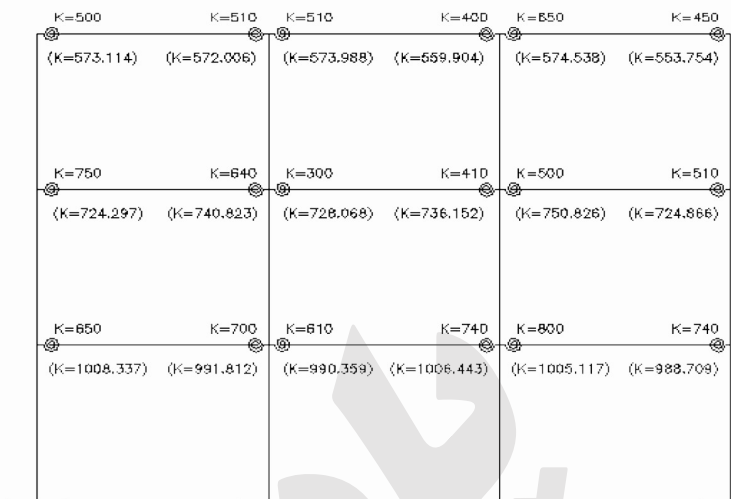 K=500 K=510 K=510 K=400 K=650 K=450
(K=573.114) (K=572.006) (K=573.988) (K=559.904) (K=574.538) (K=553.754)
K=750 K=640 K=300 K=410 K=500 K=510
(K=724.297) (K=740.823) (K=728.068) (K=736.152) (K=750.826) (K=724.866)
K=650 K=700 K=610 K=740 K=800 K=740
(K=1008.337) (K=991.812) (K=990.359) (K=1006.443) (K=1005.117) (K=988.709)